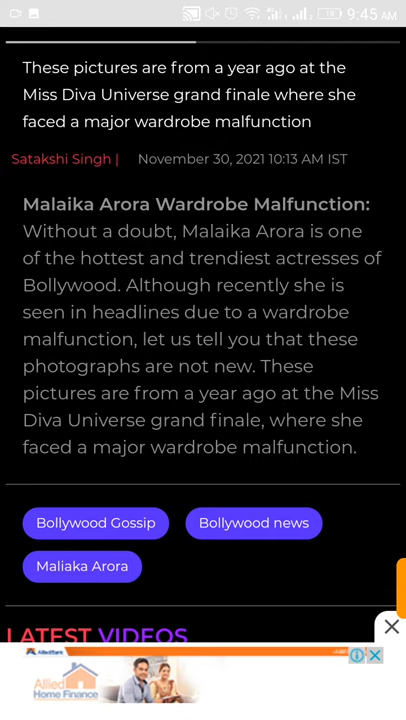 19
9:45 AM
These pictures are from a year ago at the
Miss Diva Universe grand finale where she
faced a major wardrobe malfunction
Satakshi Singh | November 30, 2021 10:13 AM IST
Malaika Arora Wardrobe Malfunction:
Without a doubt, Malaika Arora is one
of the hottest and trendiest actresses of
Bollywood. Although recently she is
seen in headlines due to a wardrobe
malfunction, let us tell you that these
photographs are not new. These
pictures are from a year ago at the Miss
Diva Universe grand finale, where she
faced a major wardrobe malfunction.
Bollywood Gossip
Bollywood news
Maliaka Arora
LATEST VIDEOS
Allied Bank
Allied
Home Finance